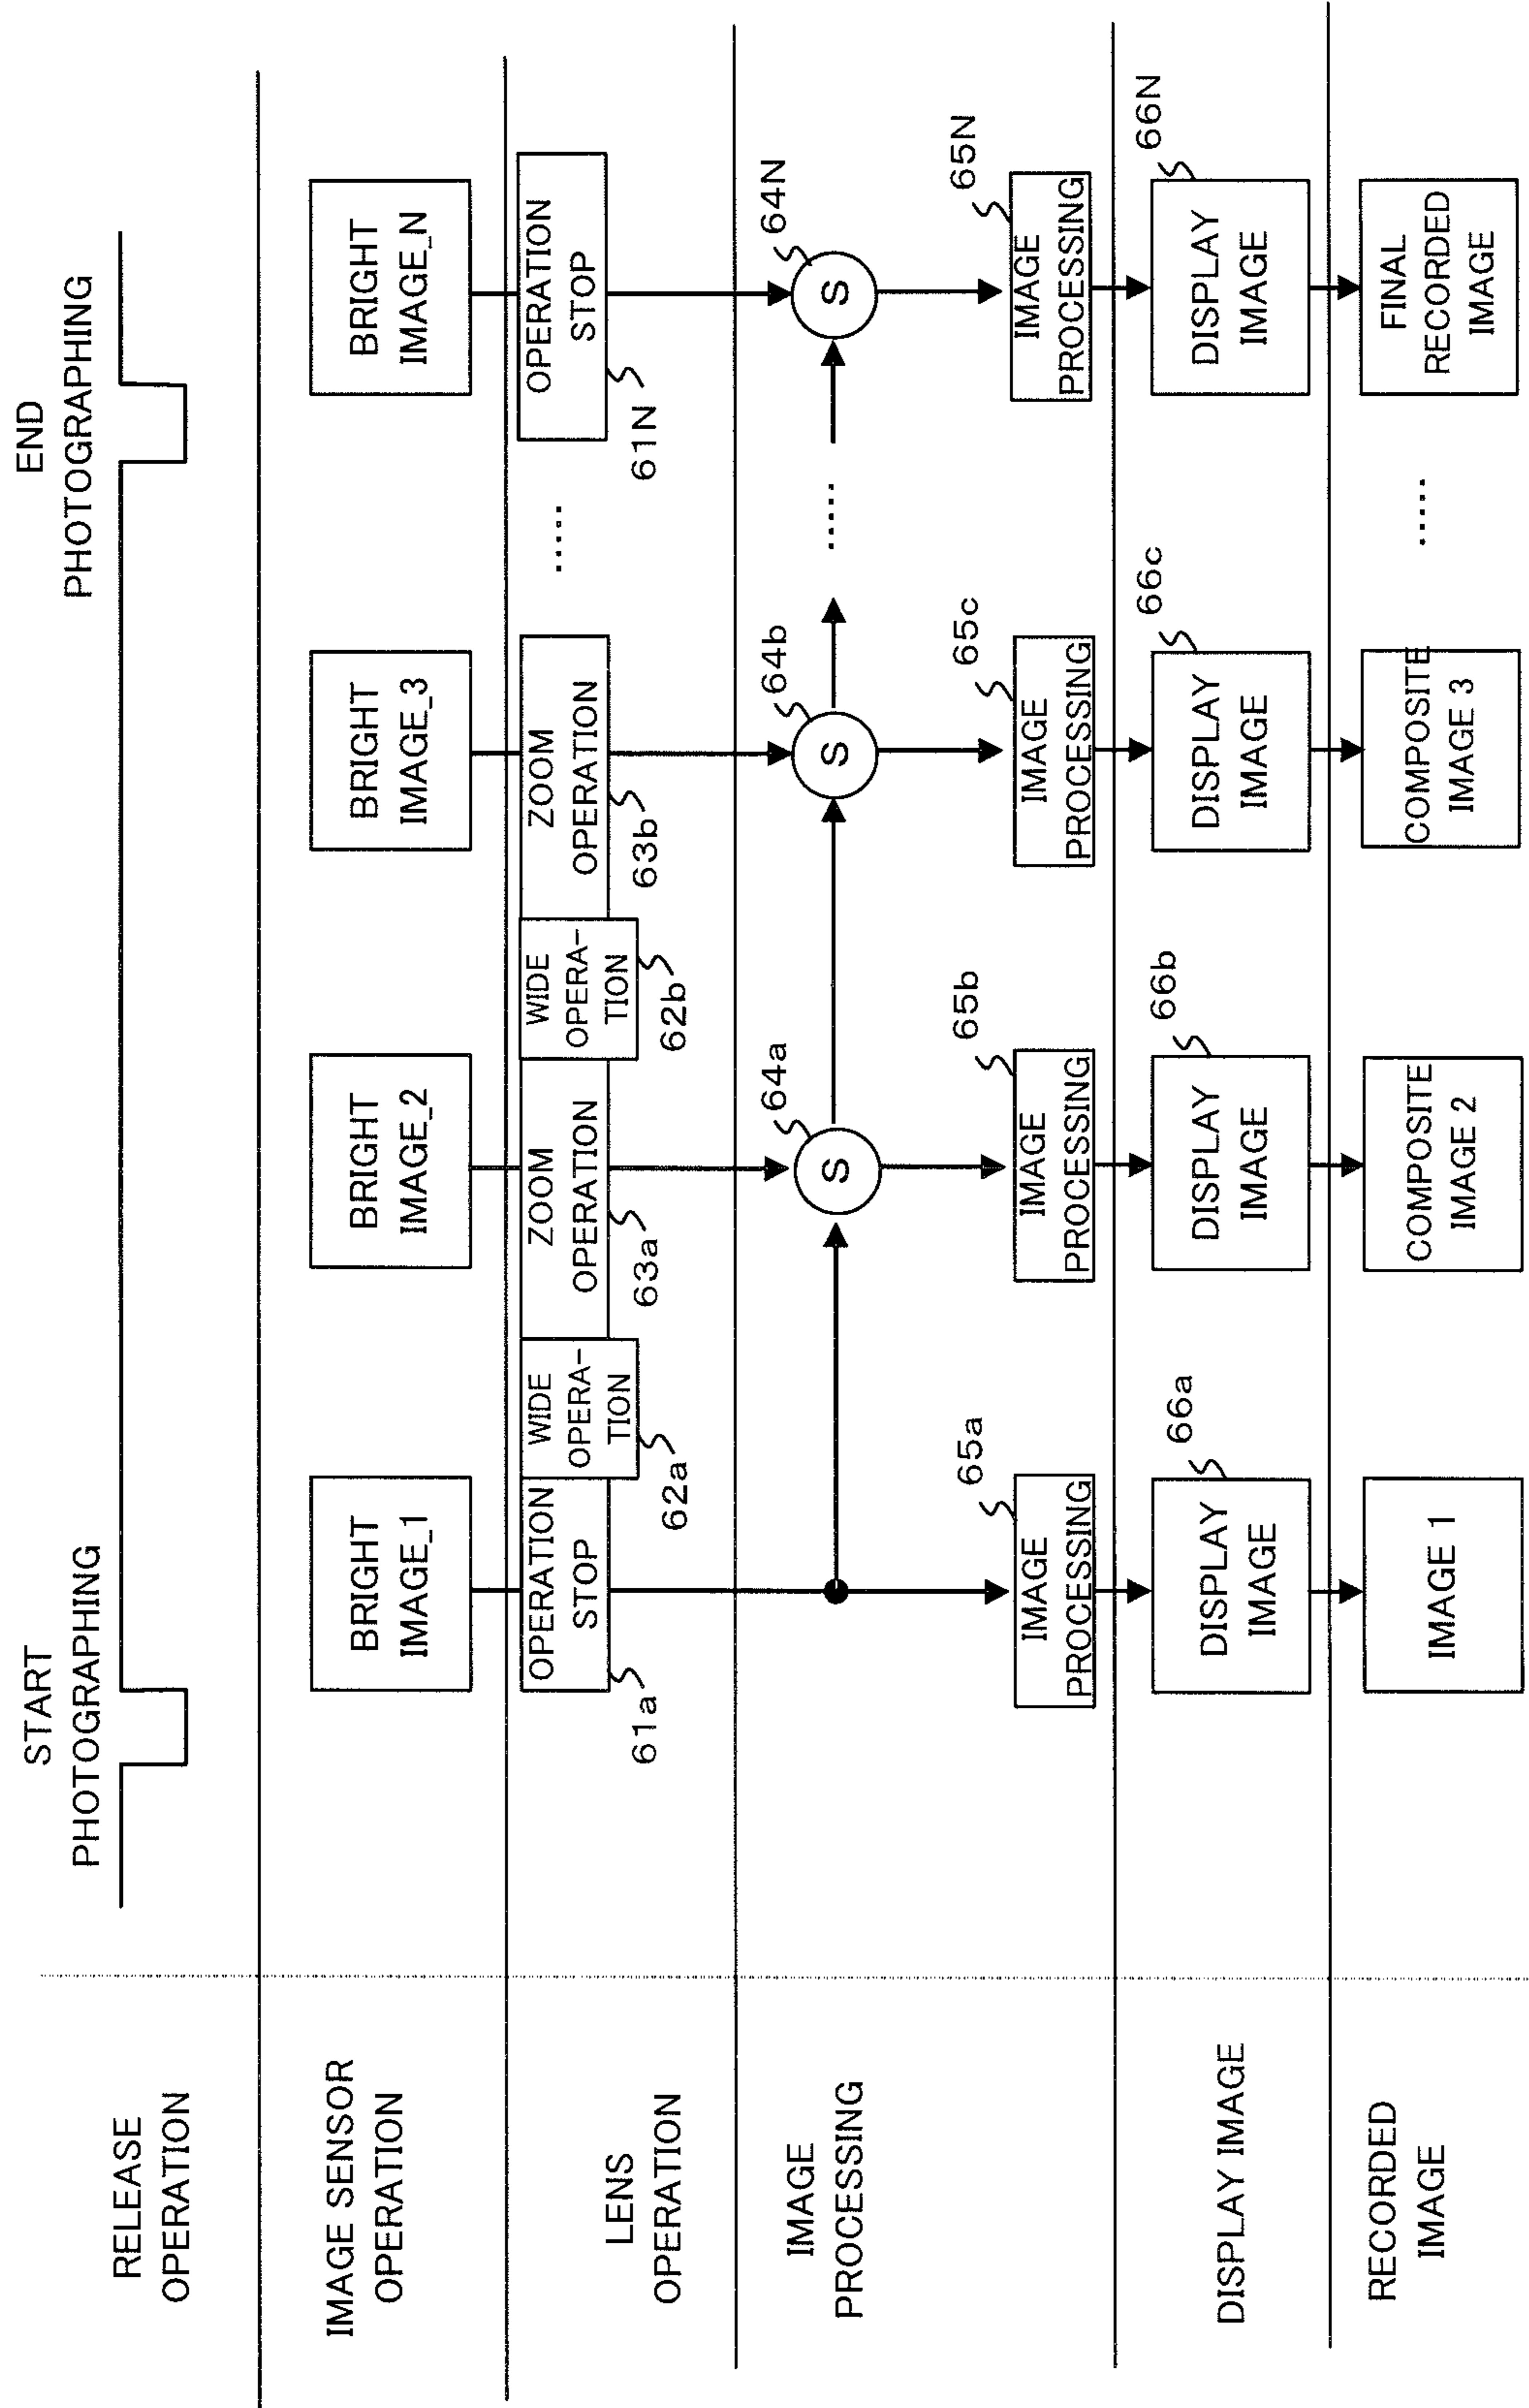 RELEASE
OPERATION
START
PHOTOGRAPHING
END
PHOTOGRAPHING
IMAGE SENSOR
OPERATION
BRIGHT
IMAGE_1
BRIGHT
IMAGE_2
BRIGHT
IMAGE_3
BRIGHT
IMAGE_N
LENS
OPERATION
OPERATION
STOP
61a
WIDE
OPERA-
TION
62a
ZOOM
OPERATION
63a
WIDE
OPERA-
TION
62b
ZOOM
OPERATION
63b
.....
OPERATION
STOP
61N
IMAGE
PROCESSING
S
64a
S
64b
.....
S
64N
IMAGE
PROCESSING
65a
IMAGE
PROCESSING
65b
IMAGE
PROCESSING
65c
IMAGE
PROCESSING
65N
DISPLAY IMAGE
DISPLAY
IMAGE
66a
DISPLAY
IMAGE
66b
DISPLAY
IMAGE
66c
DISPLAY
IMAGE
66N
RECORDED
IMAGE
IMAGE 1
COMPOSITE
IMAGE 2
COMPOSITE
IMAGE 3
.....
FINAL
RECORDED
IMAGE